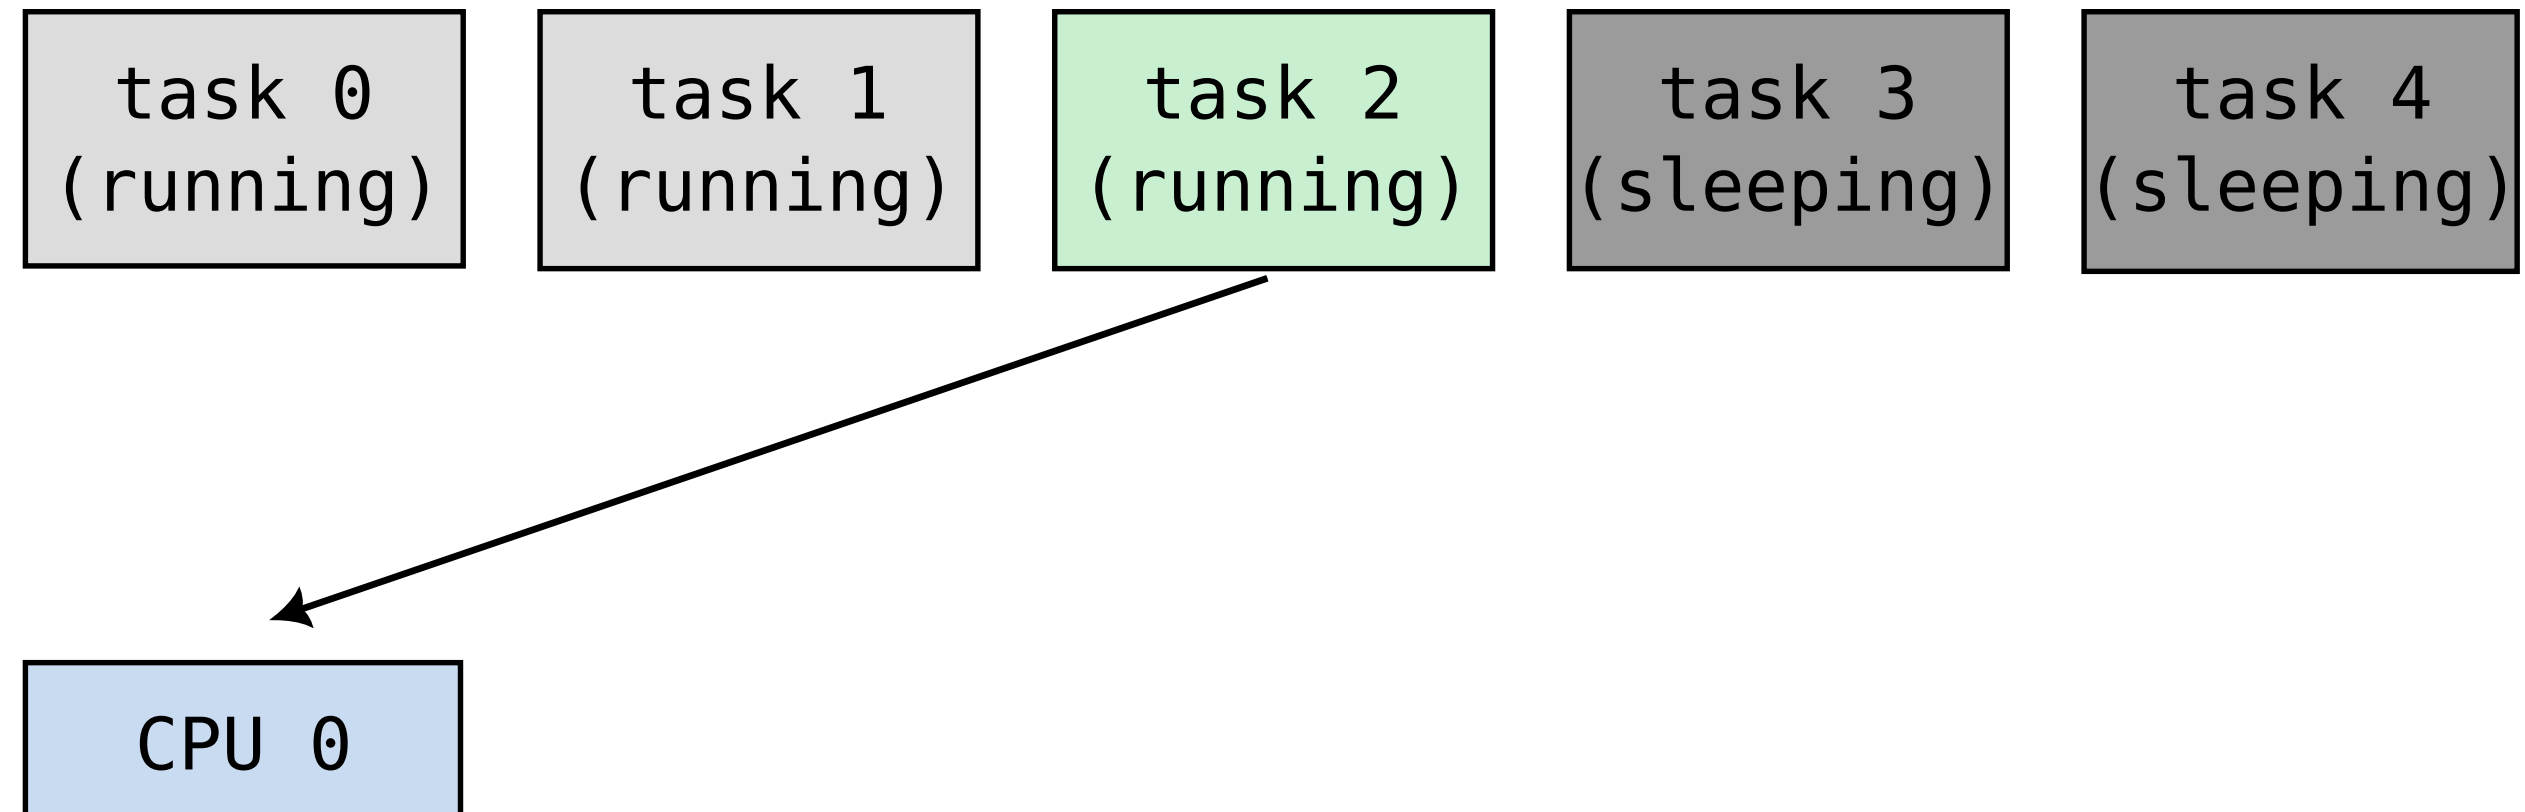 task 0
(running)
task 1
(running)
task 2
(running)
task 3
(sleeping)
task 4
(sleeping)
CPU 0